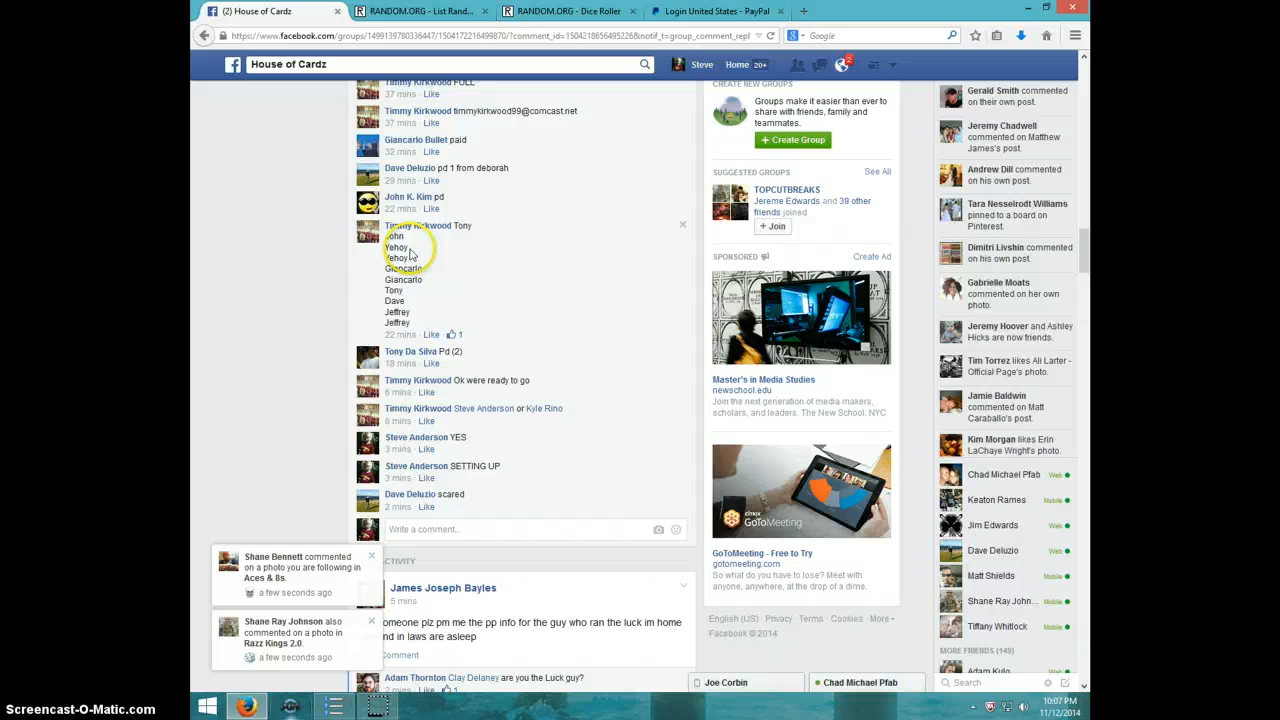 (2) House of Cardz
RANDOM.ORG - List Rand...
RANDOM.ORG - Dice Roller
Login United States - PayPal
https://www.facebook.com/groups/1499139780336447/1504172616499870/?comment_id=1504218656495226&notif_t=group_comment_repl
Google
House of Cardz
Steve
Home 20+
2
Timmy Kirkwood FULL
37 mins · Like
Timmy Kirkwood timmykirkwood99@comcast.net
37 mins · Like
Giancarlo Bullet paid
32 mins · Like
Dave Deluzio pd 1 from deborah
29 mins · Like
John K. Kim pd
22 mins · Like
Timmy Kirkwood Tony
John
Yehoy
Yehoy
Giancarlo
Giancarlo
Tony
Dave
Jeffrey
Jeffrey
22 mins · Like · 1
Tony Da Silva Pd (2)
18 mins · Like
Timmy Kirkwood Ok were ready to go
6 mins · Like
Timmy Kirkwood Steve Anderson or Kyle Rino
6 mins · Like
Steve Anderson YES
3 mins · Like
Steve Anderson SETTING UP
3 mins · Like
Dave Deluzio scared
2 mins · Like
Write a comment...
CTIVITY
James Joseph Bayles
5 mins
omeone plz pm me the pp info for the guy who ran the luck im home
nd in laws are asleep
Comment
Adam Thornton Clay Delaney are you the Luck guy?
2 mins · Like · 1
Shane Bennett commented
on a photo you are following in
Aces & 8s.
a few seconds ago
Shane Ray Johnson also
commented on a photo in
Razz Kings 2.0.
a few seconds ago
CREATE NEW GROUPS
Groups make it easier than ever to
share with friends, family and
teammates.
+ Create Group
SUGGESTED GROUPS
See All
TOPCUTBREAKS
Jereme Edwards and 39 other
friends joined
+ Join
SPONSORED
Create Ad
Master's in Media Studies
newschool.edu
Join the next generation of media makers,
scholars, and leaders. The New School, NYC
citrix
GoToMeeting
GoToMeeting - Free to Try
gotomeeting.com
So what do you have to lose? Meet with
anyone, anywhere, at the drop of a dime.
English (US) · Privacy · Terms · Cookies · More
Facebook © 2014
Gerald Smith commented
on their own post.
Jeremy Chadwell
commented on Matthew
James's post.
Andrew Dill commented
on his own post.
Tara Nesselrodt Williams
pinned to a board on
Pinterest.
Dimitri Livshin commented
on his own post.
Gabrielle Moats
commented on her own
photo.
Jeremy Hoover and Ashley
Hicks are now friends.
Tim Torrez likes Ali Larter -
Official Page's photo.
Jamie Baldwin
commented on Matt
Caraballo's post.
Kim Morgan likes Erin
LaChaye Wright's photo.
Chad Michael Pfab Web
Keaton Rames Mobile
Jim Edwards Web
Dave Deluzio Web
Matt Shields Mobile
Shane Ray John... Mobile
Tiffany Whitlock Mobile
MORE FRIENDS (149)
Adam Kulo
Joe Corbin
Chad Michael Pfab
Search
10:07 PM
11/12/2014
Screencast-O-Matic.com